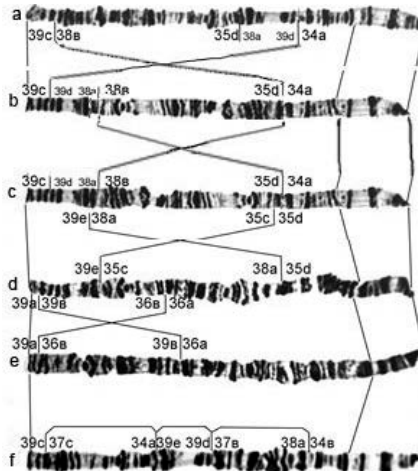 a
39c 38в 35d 38a 39d 34a
39c 39d 38a 38в 35d 34a
b
39c 39d 38a 38в 35d 34a
c
39e 38a 35c 35d
39e 35c 38a 35d
d
39a 39в 36в 36a
39a 36в 39в 36a
e
39c 37c 34a 39e 39d 37в 38a 34в
f